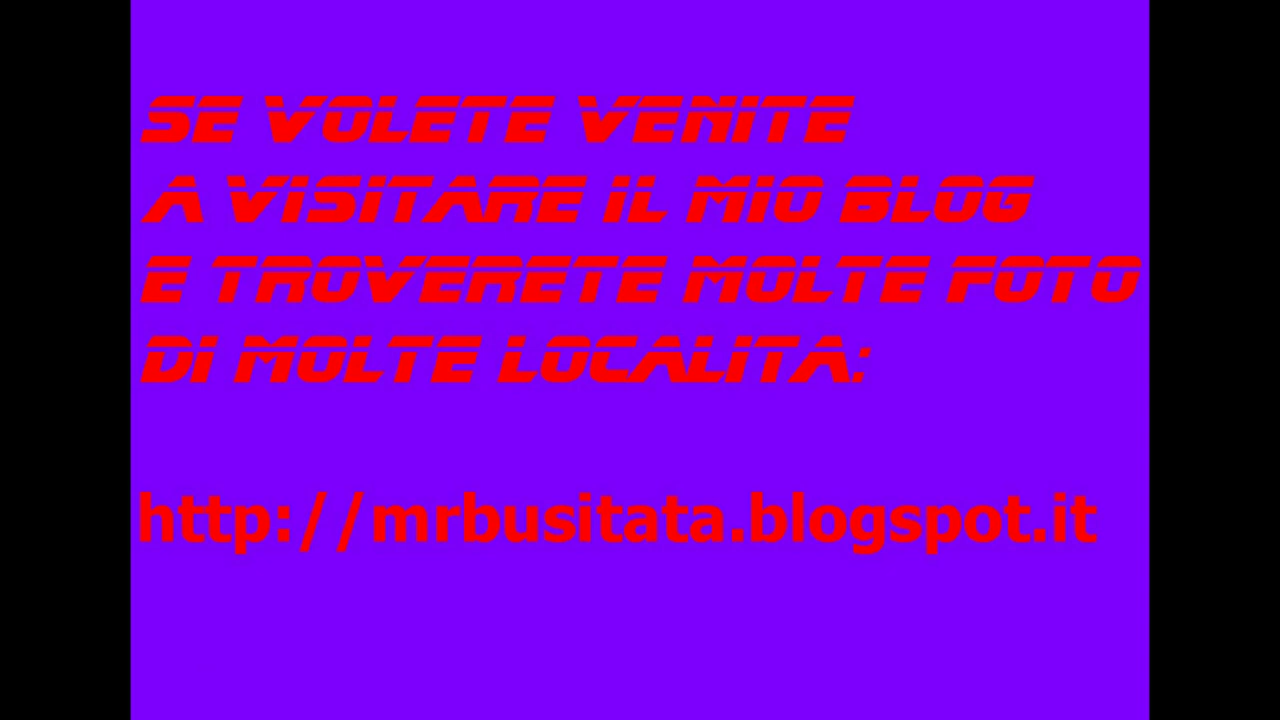 SE VOLETE VENITE
A VISITARE IL MIO BLOG
E TROVERETE MOLTE FOTO
DI MOLTE LOCALITA:
http://mrbusitata.blogspot.it